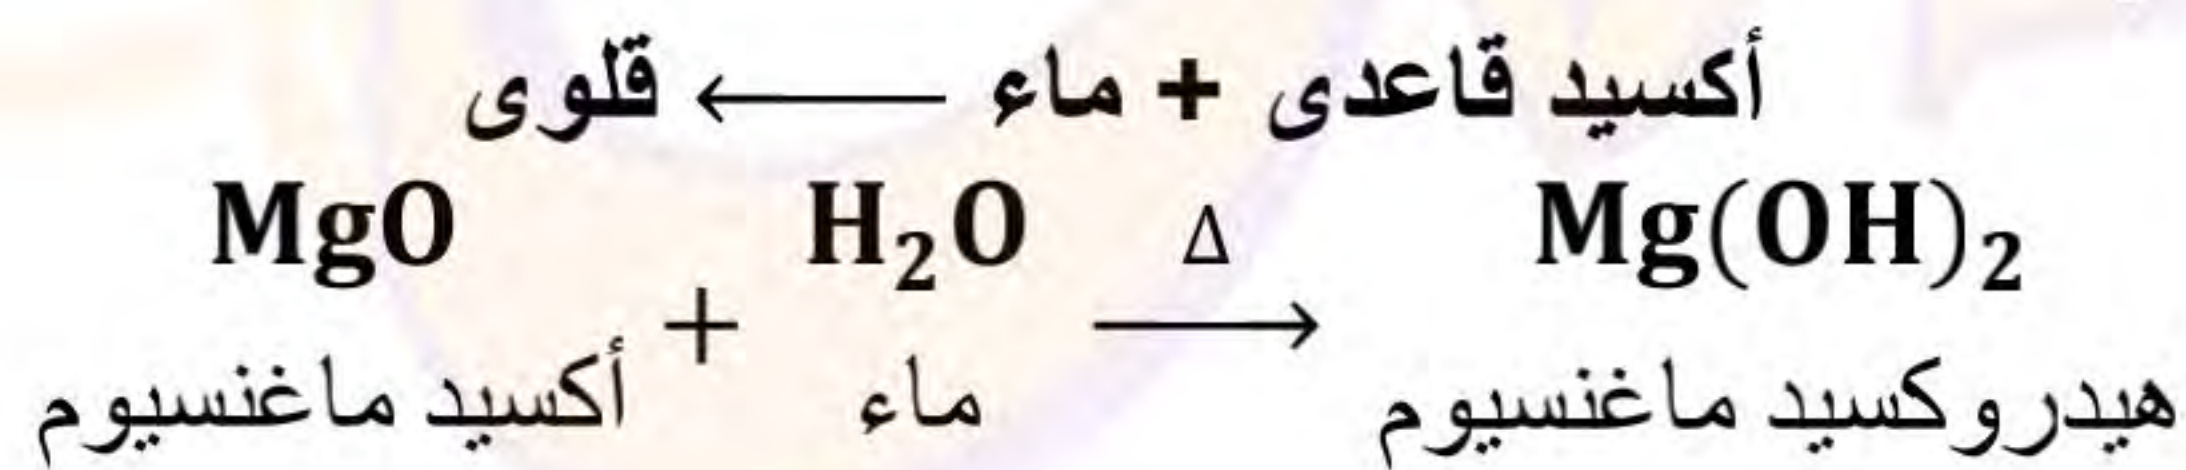 أكسيد قاعدى + ماء ⟵ قلوى
MgO + H₂O Δ⟶ Mg(OH)₂
أكسيد ماغنسيوم ماء هيدروكسيد ماغنسيوم